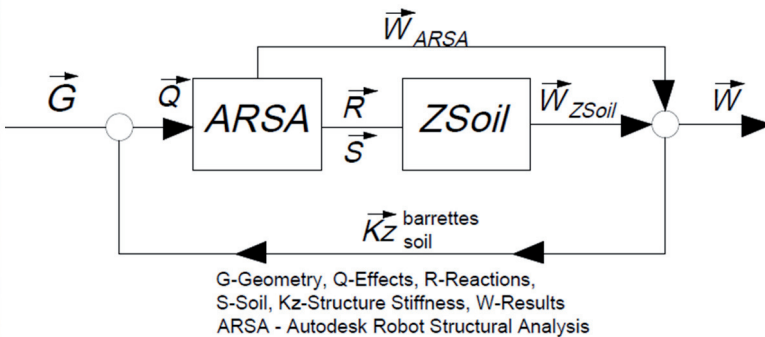 W ARSA
G
Q
ARSA
R
S
ZSoil
W ZSoil
W
Kz barrettes
soil
G-Geometry, Q-Effects, R-Reactions,
S-Soil, Kz-Structure Stiffness, W-Results
ARSA - Autodesk Robot Structural Analysis